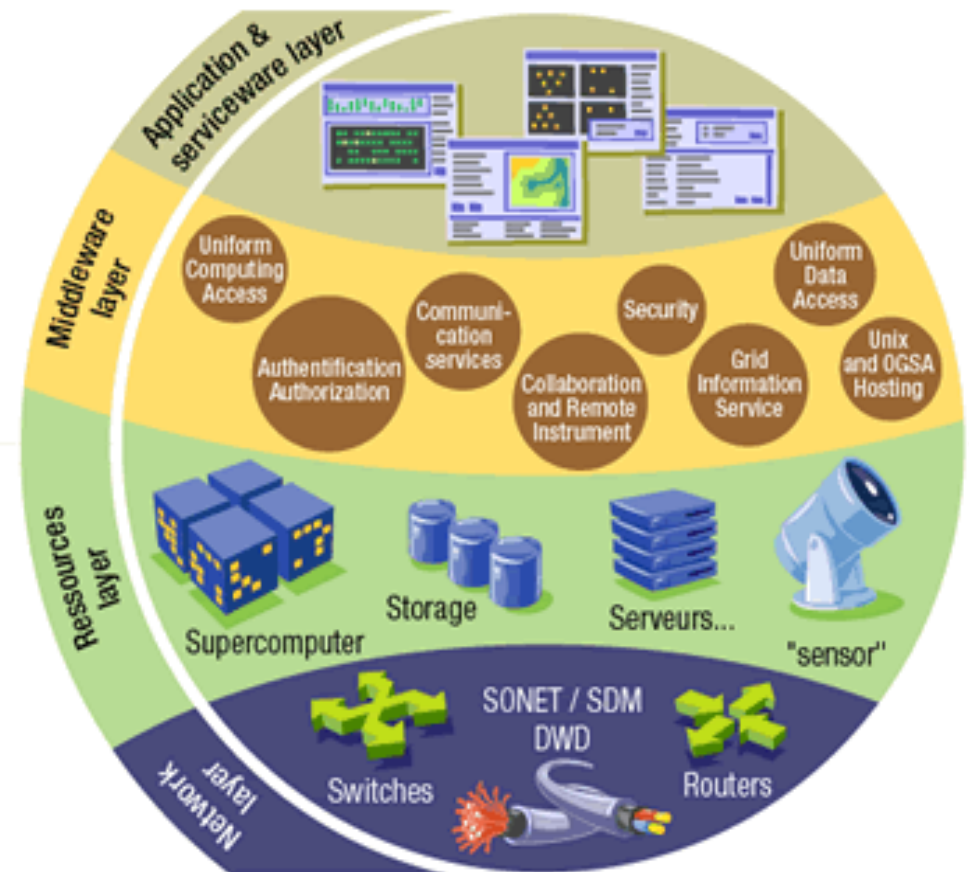 Application &
serviceware layer
Middleware
layer
Uniform
Computing
Access
Authentification
Authorization
Communi-
cation
services
Collaboration
and Remote
Instrument
Security
Grid
Information
Service
Uniform
Data
Access
Unix
and OGSA
Hosting
Ressources
layer
Supercomputer
Storage
Serveurs...
"sensor"
Network
layer
Switches
SONET / SDM
DWD
Routers